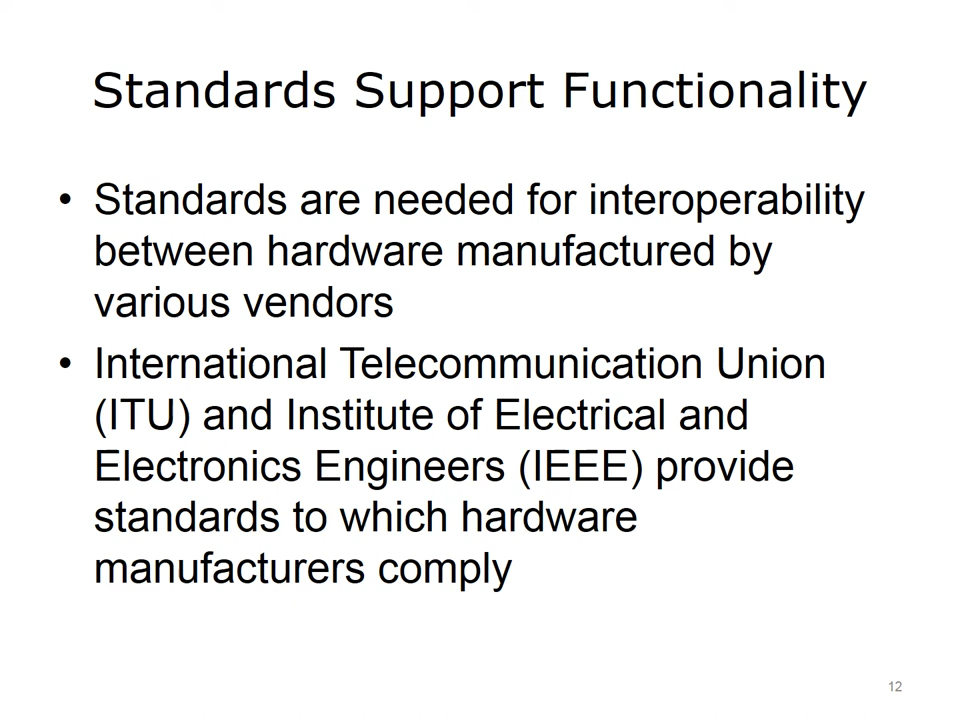 Standards Support Functionality
• Standards are needed for interoperability
between hardware manufactured by
various vendors
• International Telecommunication Union
(ITU) and Institute of Electrical and
Electronics Engineers (IEEE) provide
standards to which hardware
manufacturers comply
12